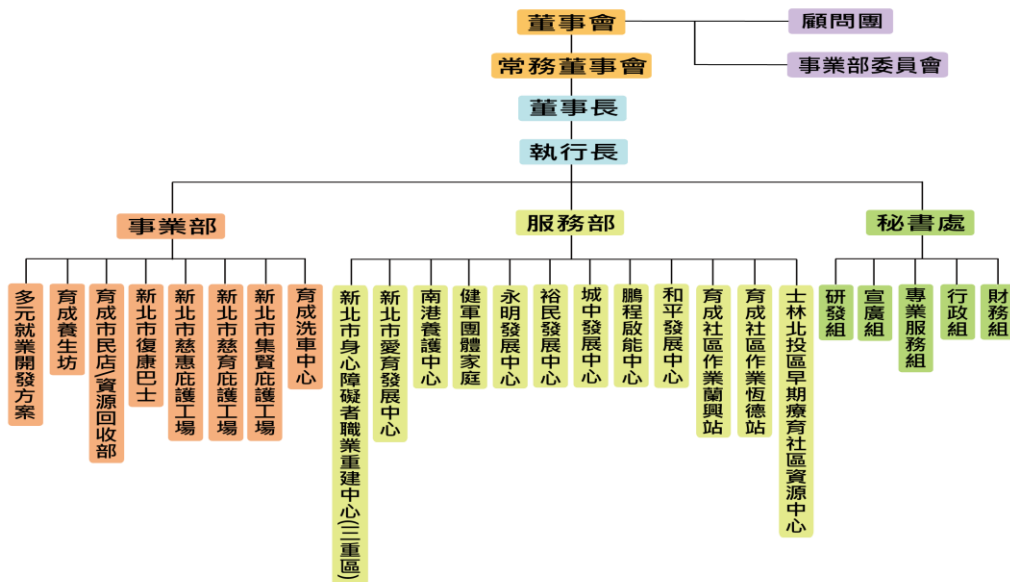 董事會
顧問團
事業部委員會
常務董事會
董事長
執行長
事業部
服務部
秘書處
多元就業開發方案
育成養生坊
育成市民店/資源回收部
新北市復康巴士
新北市慈惠庇護工場
新北市慈育庇護工場
新北市集賢庇護工場
育成洗車中心
新北市身心障礙者職業重建中心(三重區)
新北市愛育發展中心
南港養護中心
健軍團體家庭
永明發展中心
裕民發展中心
城中發展中心
鵬程啟能中心
和平發展中心
育成社區作業蘭興站
育成社區作業恆德站
士林北投區早期療育社區資源中心
研發組
宣廣組
專業服務組
行政組
財務組